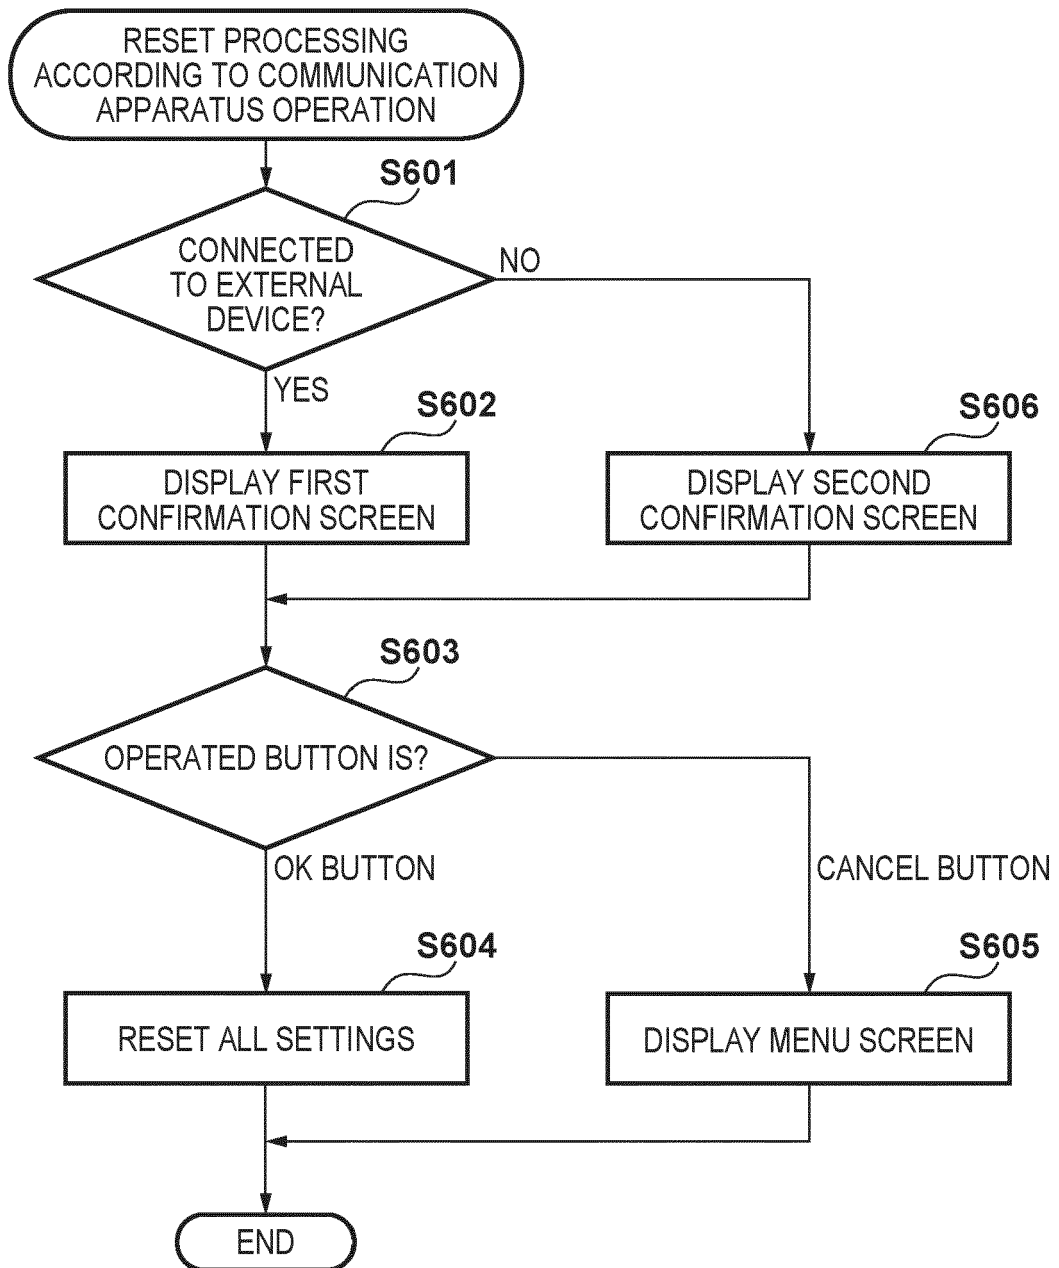 RESET PROCESSING
ACCORDING TO COMMUNICATION
APPARATUS OPERATION
S601
CONNECTED
TO EXTERNAL
DEVICE?
NO
YES
S602
DISPLAY FIRST
CONFIRMATION SCREEN
S606
DISPLAY SECOND
CONFIRMATION SCREEN
S603
OPERATED BUTTON IS?
OK BUTTON
CANCEL BUTTON
S604
RESET ALL SETTINGS
S605
DISPLAY MENU SCREEN
END